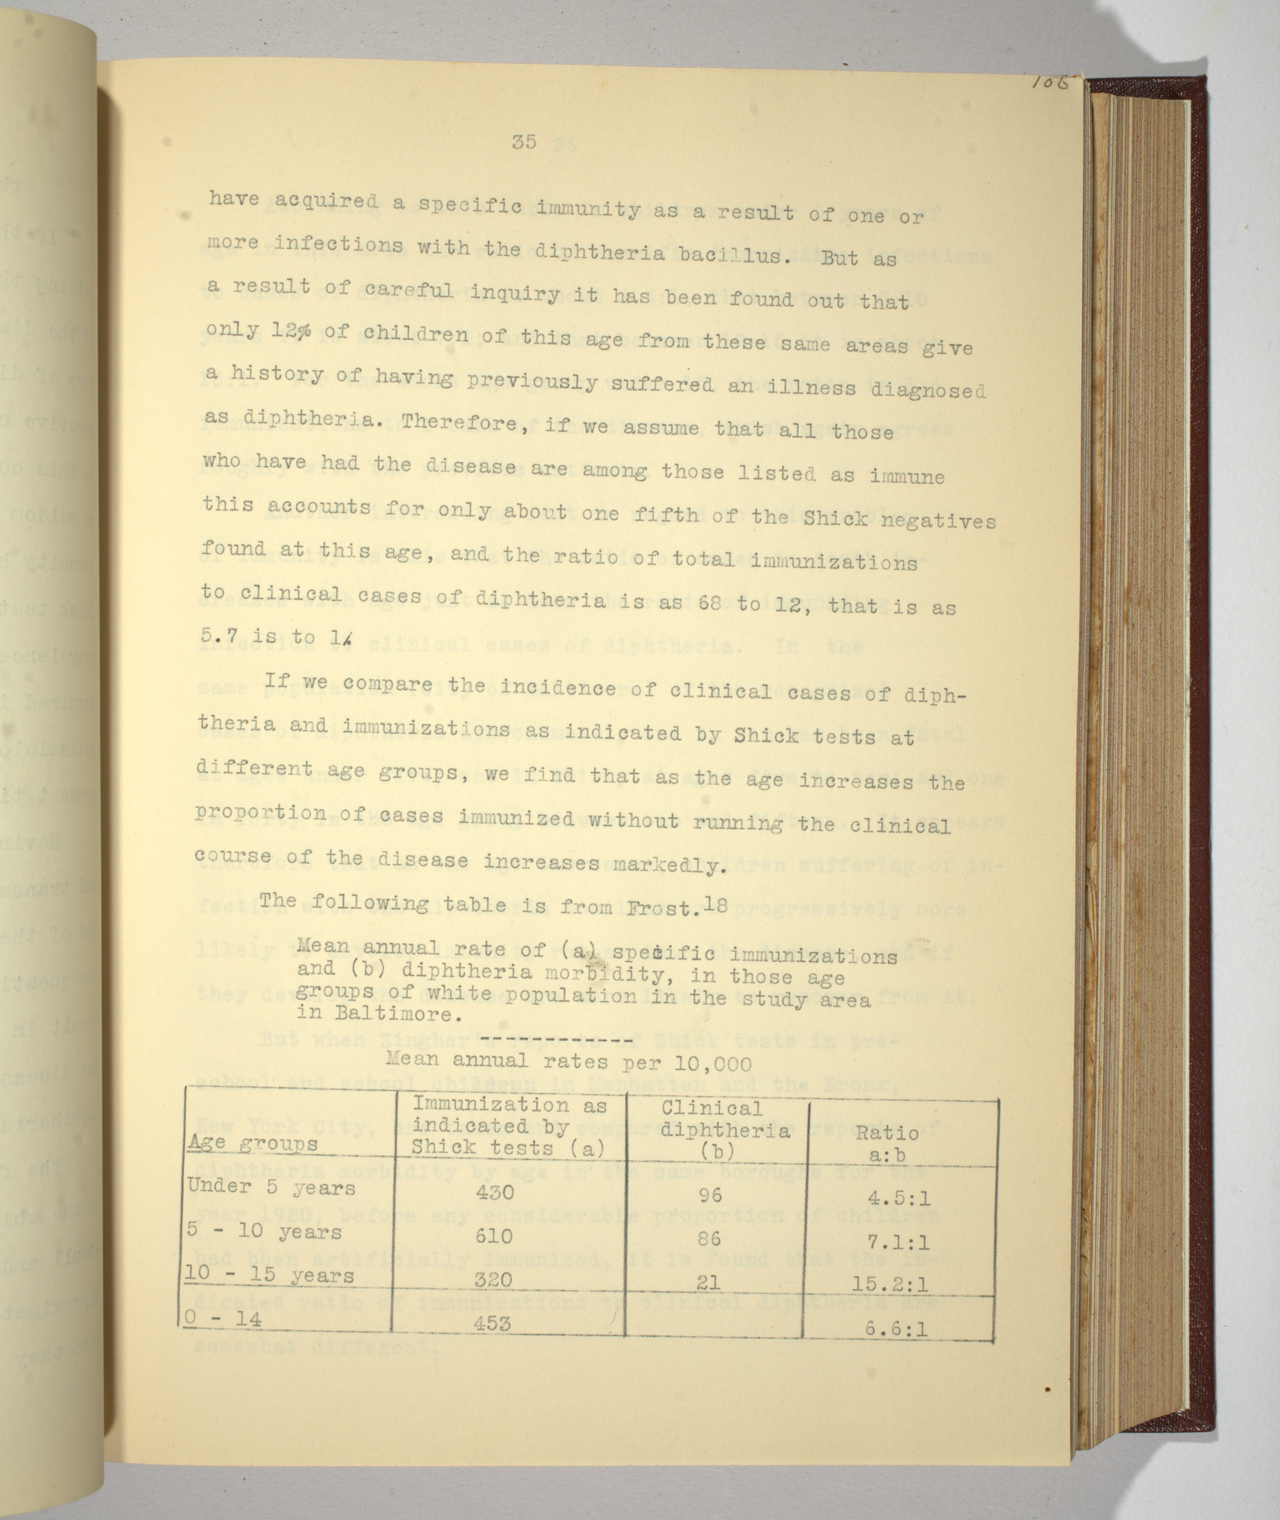 106
35
have acquired a specific immunity as a result of one or
more infections with the diphtheria bacillus. But as
a result of careful inquiry it has been found out that
only 12% of children of this age from these same areas give
a history of having previously suffered an illness diagnosed
as diphtheria. Therefore, if we assume that all those
who have had the disease are among those listed as immune
this accounts for only about one fifth of the Shick negatives
found at this age, and the ratio of total immunizations
to clinical cases of diphtheria is as 68 to 12, that is as
5.7 is to 1.
If we compare the incidence of clinical cases of diph-
theria and immunizations as indicated by Shick tests at
different age groups, we find that as the age increases the
proportion of cases immunized without running the clinical
course of the disease increases markedly.
The following table is from Frost.18
Mean annual rate of (a) specific immunizations
and (b) diphtheria morbidity, in those age
groups of white population in the study area
in Baltimore.
------------
Mean annual rates per 10,000
Age groups Immunization as indicated by Shick tests (a) Clinical diphtheria (b) Ratio a:b
Under 5 years 430 96 4.5:1
5 - 10 years 610 86 7.1:1
10 - 15 years 320 21 15.2:1
0 - 14 453 6.6:1